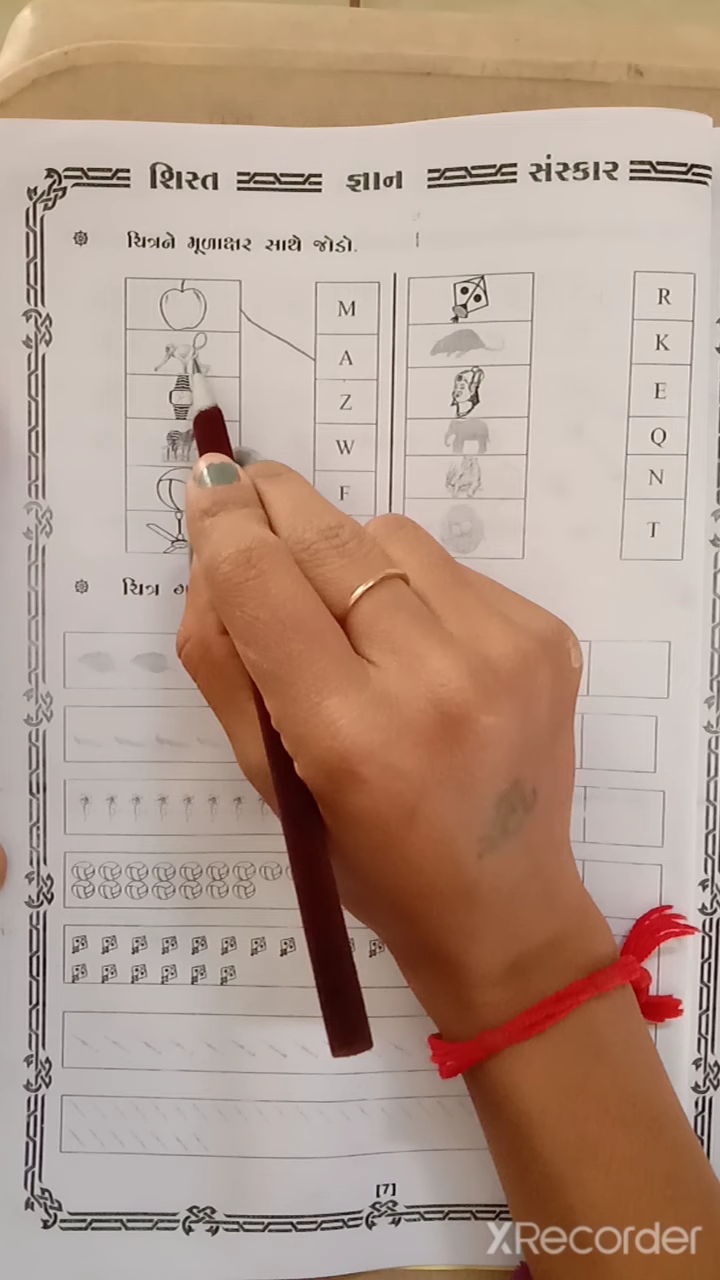 શિસ્ત જ્ઞાન સંસ્કાર
ચિત્રને મૂળાક્ષર સાથે જોડો.
M
A
Z
W
F
R
K
E
Q
N
T
ચિત્ર
[7]
XRecorder